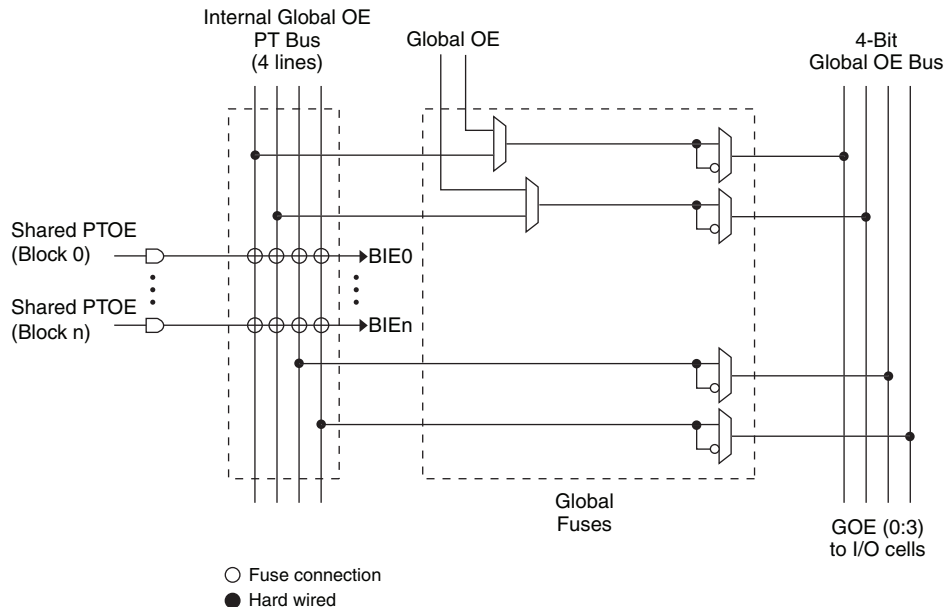 Internal Global OE
PT Bus
(4 lines)
Global OE
4-Bit
Global OE Bus
Shared PTOE
(Block 0)
BIE0
Shared PTOE
(Block n)
BIEn
Global
Fuses
GOE (0:3)
to I/O cells
Fuse connection
Hard wired